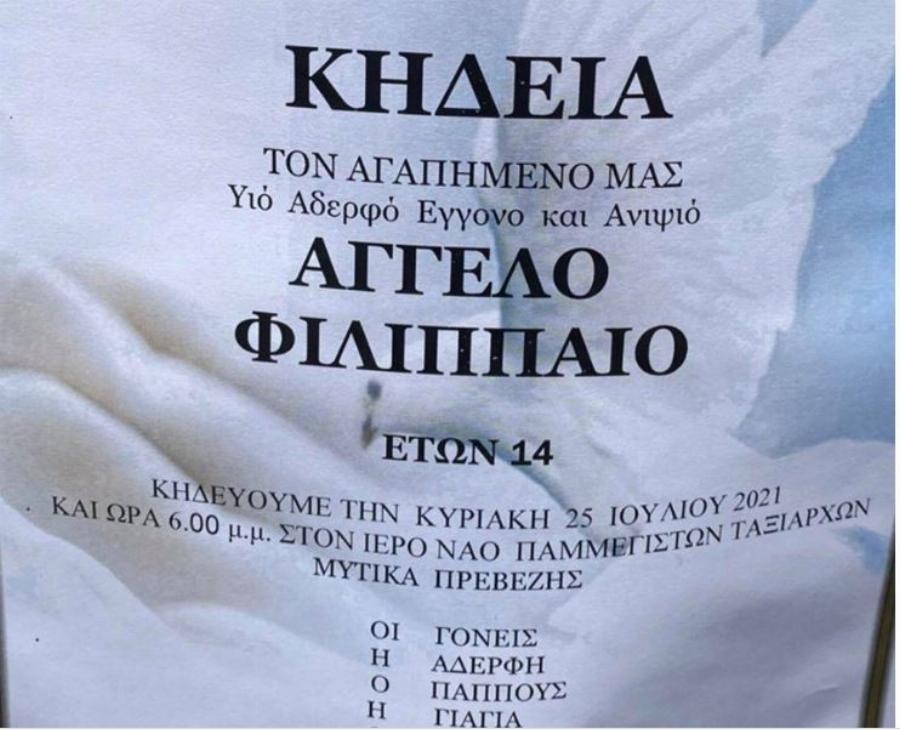 ΚΗΔΕΙΑ
ΤΟΝ ΑΓΑΠΗΜΕΝΟ ΜΑΣ
Υιό Αδερφό Εγγονο και Ανιψιό
ΑΓΓΕΛΟ
ΦΙΛΙΠΠΑΙΟ
ΕΤΩΝ 14
ΚΗΔΕΥΟΥΜΕ ΤΗΝ ΚΥΡΙΑΚΗ 25 ΙΟΥΛΙΟΥ 2021
ΚΑΙ ΩΡΑ 6.00 μ.μ. ΣΤΟΝ ΙΕΡΟ ΝΑΟ ΠΑΜΜΕΓΙΣΤΩΝ ΤΑΞΙΑΡΧΩΝ
ΜΥΤΙΚΑ ΠΡΕΒΕΖΗΣ
ΟΙ ΓΟΝΕΙΣ
Η ΑΔΕΡΦΗ
Ο ΠΑΠΠΟΥΣ
Η ΓΙΑΓΙΑ